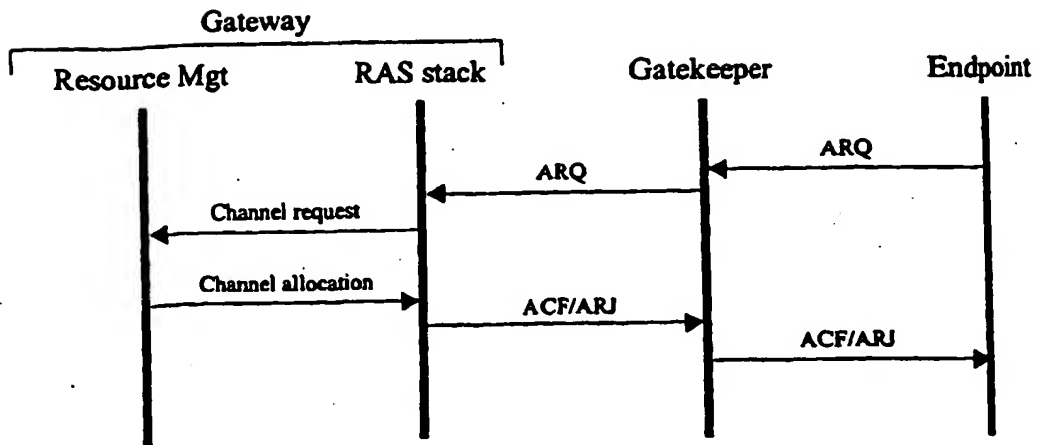 Gateway
Resource Mgt
RAS stack
Gatekeeper
Endpoint
ARQ
ARQ
Channel request
Channel allocation
ACF/ARJ
ACF/ARJ